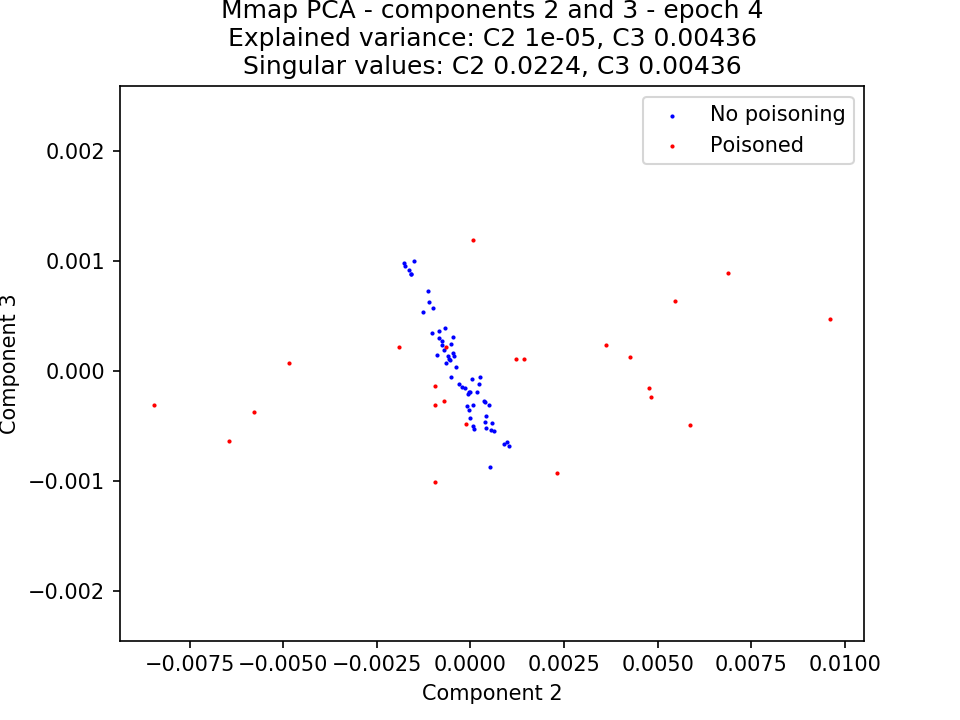 Mmap PCA - components 2 and 3 - epoch 4
Explained variance: C2 1e-05, C3 0.00436
Singular values: C2 0.0224, C3 0.00436
No poisoning
Poisoned
0.002
0.001
0.000
−0.001
−0.002
Component 3
−0.0075 −0.0050 −0.0025 0.0000 0.0025 0.0050 0.0075 0.0100
Component 2